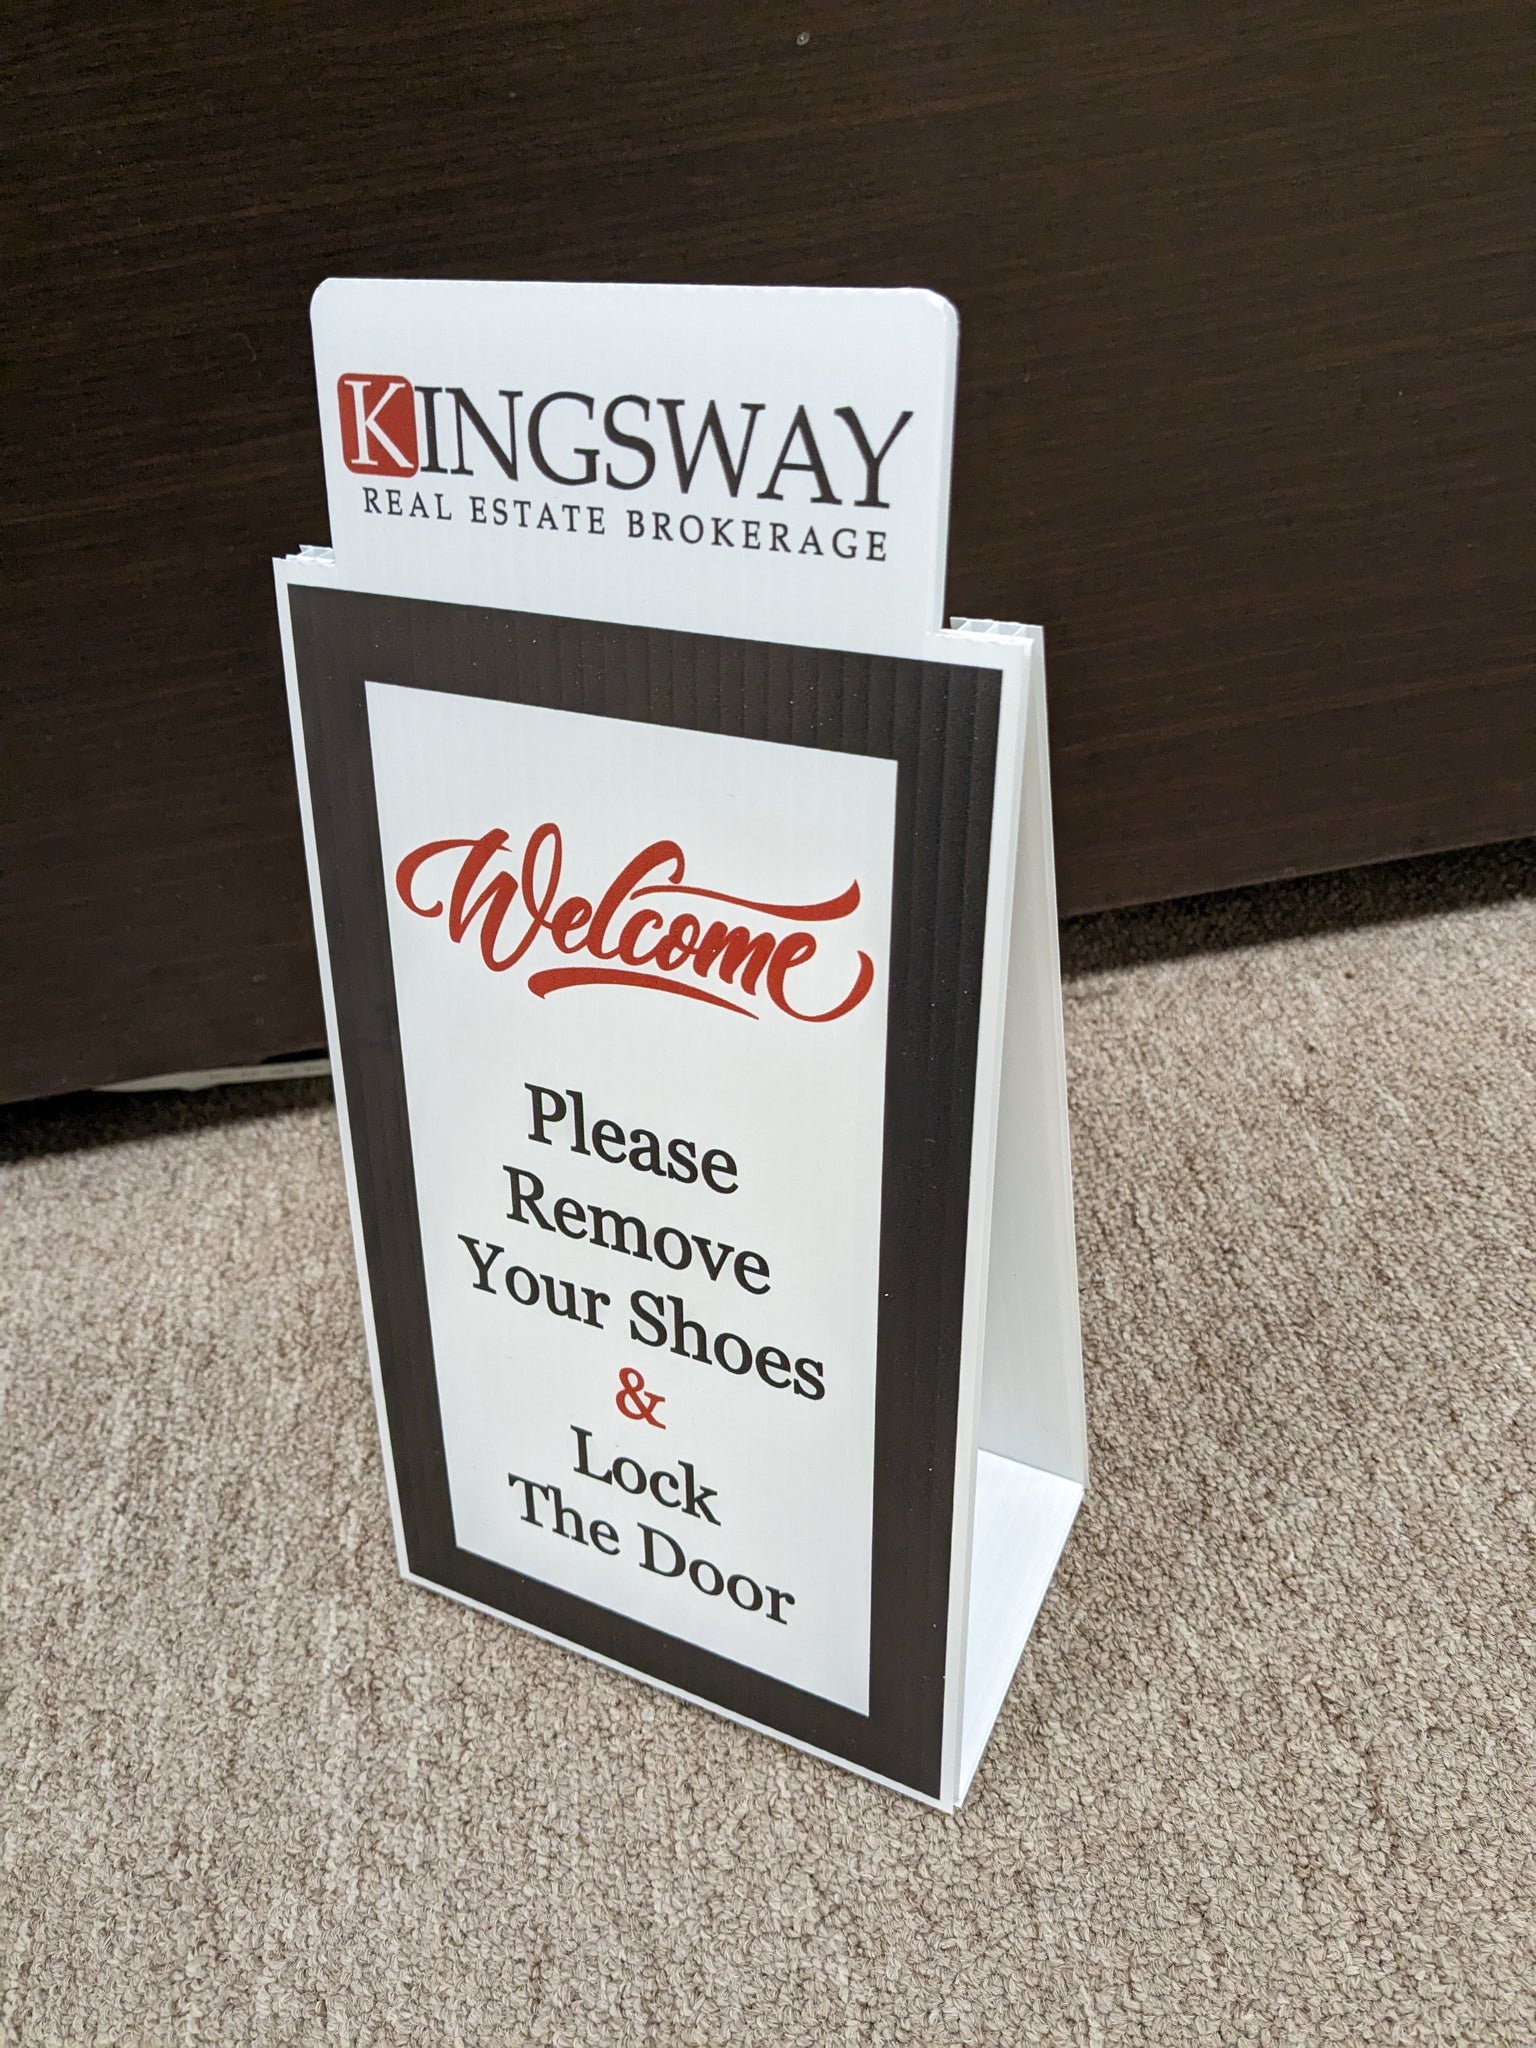 KINGSWAY
REAL ESTATE BROKERAGE
Welcome
Please
Remove
Your Shoes
&
Lock
The Door